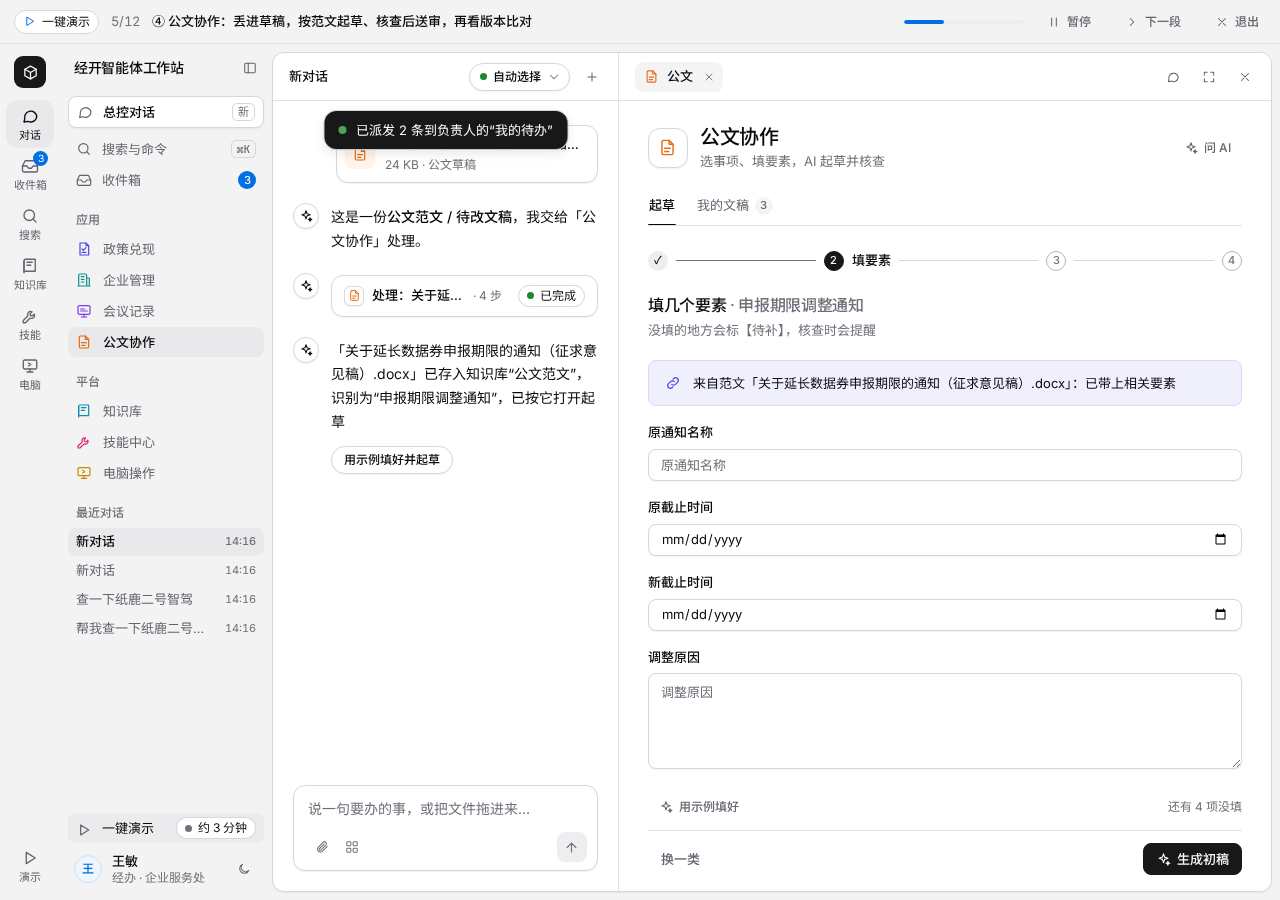 一键演示
5/12
④ 公文协作：丢进草稿，按范文起草、核查后送审，再看版本比对
暂停
下一段
退出
对话
3
收件箱
搜索
知识库
技能
电脑
演示
经开智能体工作站
总控对话
新
搜索与命令
⌘K
收件箱
3
应用
政策兑现
企业管理
会议记录
公文协作
平台
知识库
技能中心
电脑操作
最近对话
新对话 14:16
新对话 14:16
查一下纸鹿二号智驾 14:16
帮我查一下纸鹿二号... 14:16
一键演示
约 3 分钟
王
王敏
经办 · 企业服务处
新对话
自动选择
已派发 2 条到负责人的“我的待办”
24 KB · 公文草稿
这是一份公文范文 / 待改文稿，我交给「公
文协作」处理。
处理：关于延... · 4 步 已完成
「关于延长数据券申报期限的通知（征求意
见稿）.docx」已存入知识库“公文范文”，
识别为“申报期限调整通知”，已按它打开起
草
用示例填好并起草
说一句要办的事，或把文件拖进来...
公文
公文协作
选事项、填要素，AI 起草并核查
问 AI
起草
我的文稿 3
✓
2 填要素
3
4
填几个要素 · 申报期限调整通知
没填的地方会标【待补】，核查时会提醒
来自范文「关于延长数据券申报期限的通知（征求意见稿）.docx」：已带上相关要素
原通知名称
原通知名称
原截止时间
mm/dd/yyyy
新截止时间
mm/dd/yyyy
调整原因
调整原因
用示例填好
还有 4 项没填
换一类
生成初稿